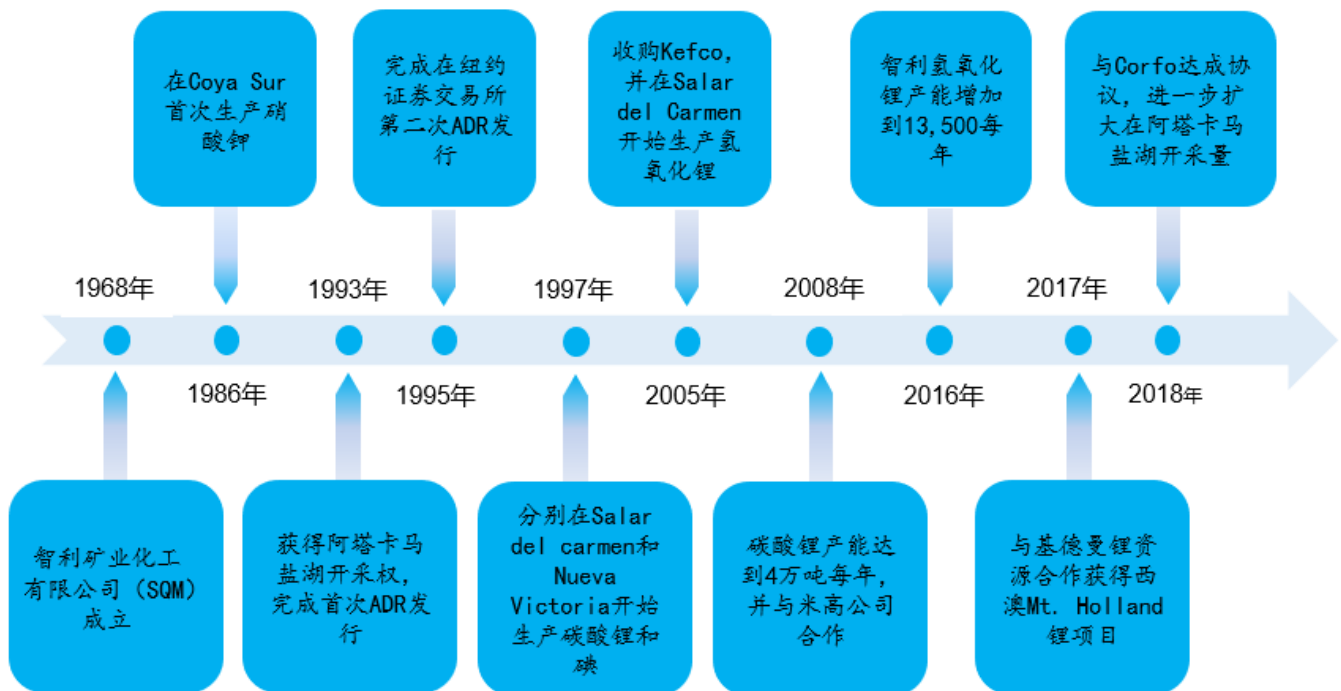 在Coya Sur
首次生产硝
酸钾
完成在纽约
证券交易所
第二次ADR发
行
收购Kefco,
并在Salar
del Carmen
开始生产氢
氧化锂
智利氢氧化
锂产能增加
到13,500每
年
与Corfo达成协
议，进一步扩
大在阿塔卡马
盐湖开采量
1968年
1993年
1997年
2008年
2017年
1986年
1995年
2005年
2016年
2018年
智利矿业化工
有限公司（SQM）
成立
获得阿塔卡马
盐湖开采权，
完成首次ADR发
行
分别在Salar
del carmen和
Nueva
Victoria开始
生产碳酸锂和
碘
碳酸锂产能达
到4万吨每年，
并与米高公司
合作
与基德曼锂资
源合作获得西
澳Mt. Holland
锂项目